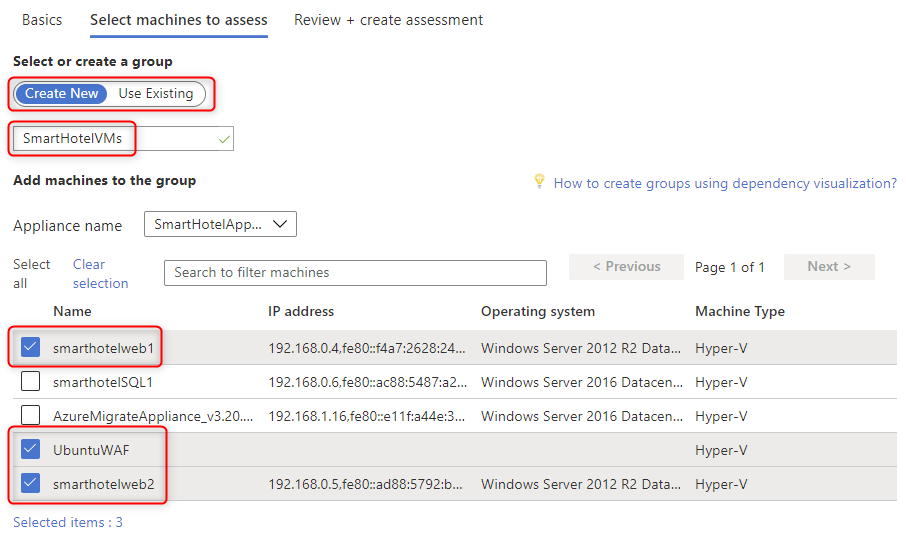 Basics Select machines to assess Review + create assessment
Select or create a group
Create New Use Existing
SmartHotelVMs
Add machines to the group
How to create groups using dependency visualization?
Appliance name SmartHotelApp...
Select all Clear selection Search to filter machines < Previous Page 1 of 1 Next >
Name IP address Operating system Machine Type
smarthotelweb1 192.168.0.4,fe80::f4a7:2628:24... Windows Server 2012 R2 Data... Hyper-V
smarthotelSQL1 192.168.0.6,fe80::ac88:5487:a2... Windows Server 2016 Datacen... Hyper-V
AzureMigrateAppliance_v3.20.... 192.168.1.16,fe80::e11f:a44e:3... Windows Server 2016 Datacen... Hyper-V
UbuntuWAF Hyper-V
smarthotelweb2 192.168.0.5,fe80::ad88:5792:b... Windows Server 2012 R2 Data... Hyper-V
Selected items : 3